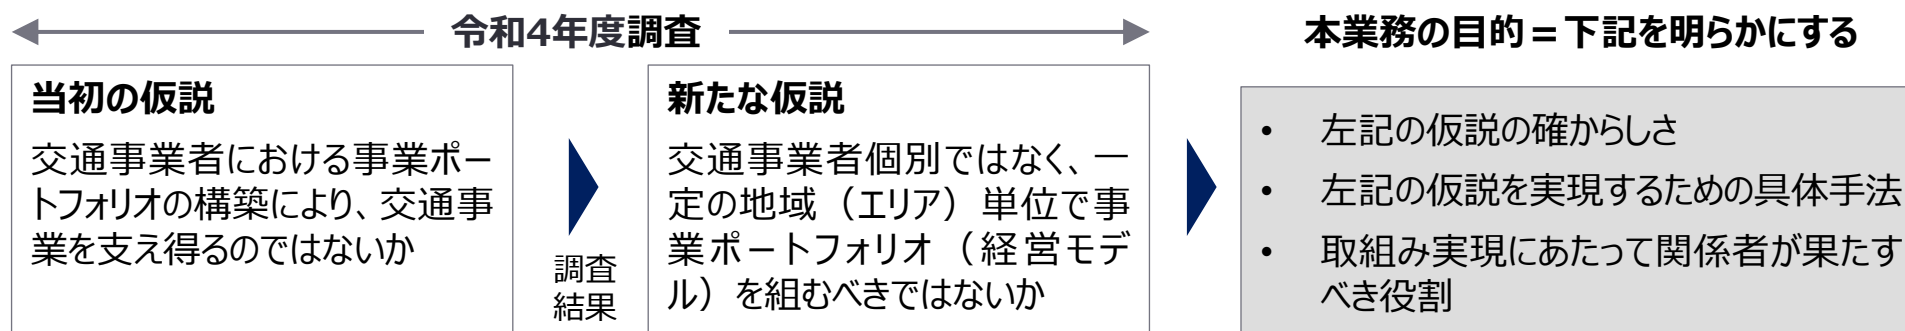 令和4年度調査
本業務の目的=下記を明らかにする
当初の仮説
交通事業者における事業ポー
トフォリオの構築により、交通事
業を支え得るのではないか
調査
結果
新たな仮説
交通事業者個別ではなく、一
定の地域(エリア)単位で事
業ポートフォリオ(経営モデ
ル)を組むべきではないか
• 左記の仮説の確からしさ
• 左記の仮説を実現するための具体手法
• 取組み実現にあたって関係者が果たす
べき役割